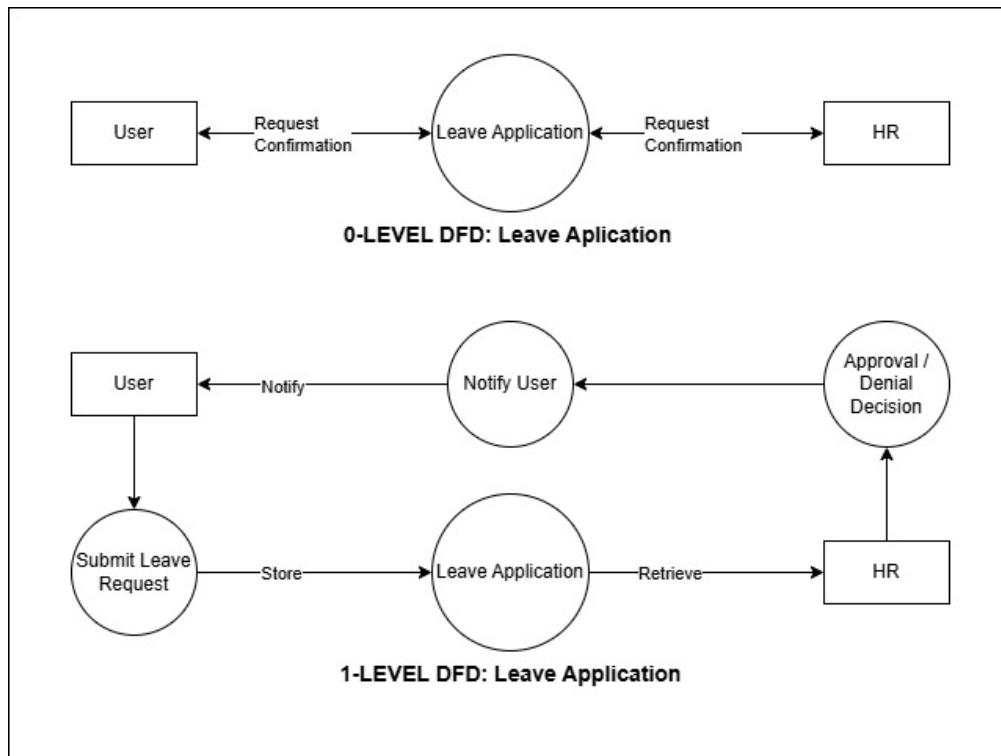 User
Request
Confirmation
Leave Application
Request
Confirmation
HR
0-LEVEL DFD: Leave Aplication
User
Notify
Notify User
Approval /
Denial
Decision
Submit Leave
Request
Store
Leave Application
Retrieve
HR
1-LEVEL DFD: Leave Application